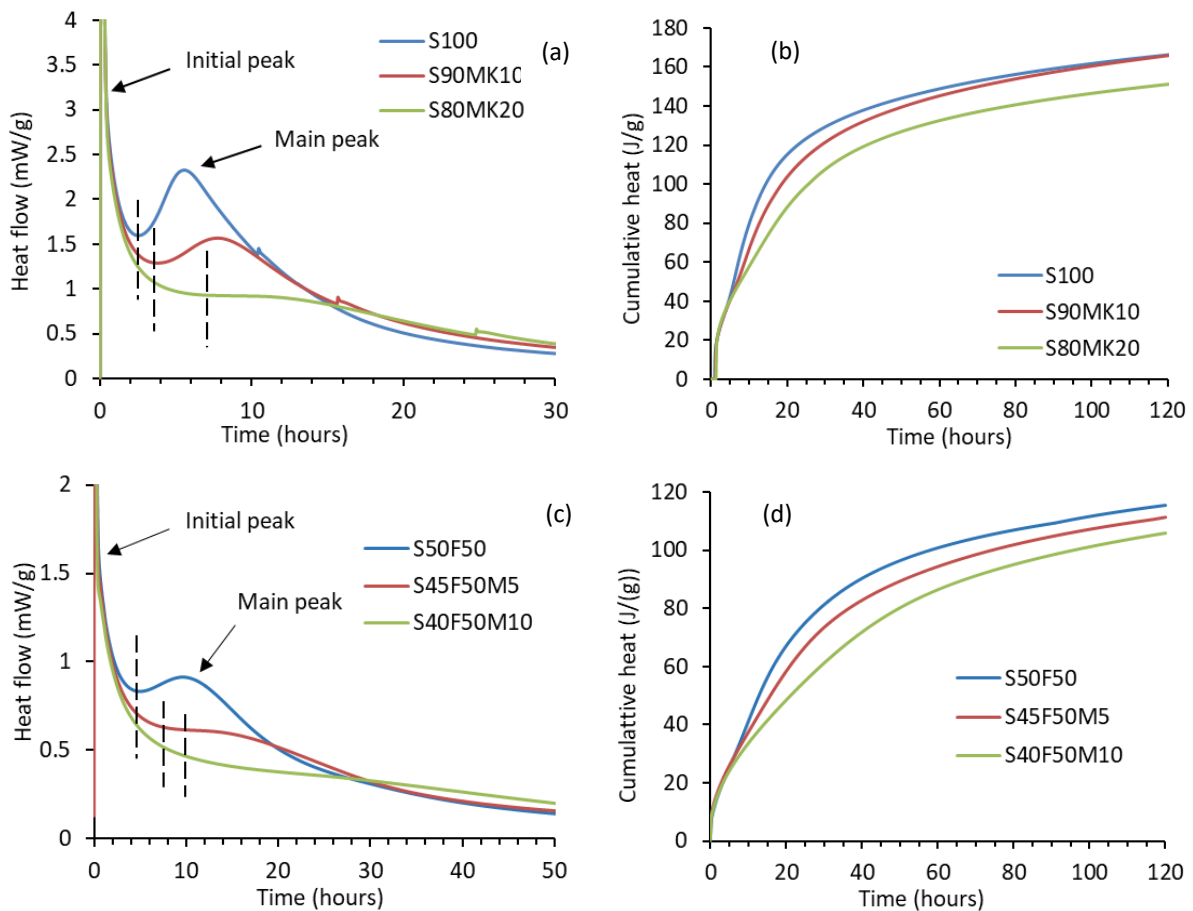 (a)
4
3.5
3
2.5
2
1.5
1
0.5
0
Heat flow (mW/g)
Initial peak
Main peak
S100
S90MK10
S80MK20
0 10 20 30
Time (hours)
(b)
180
160
140
120
100
80
60
40
20
0
Cumulative heat (J/g)
S100
S90MK10
S80MK20
0 20 40 60 80 100 120
Time (hours)
(c)
2
1.5
1
0.5
0
Heat flow (mW/g)
Initial peak
Main peak
S50F50
S45F50M5
S40F50M10
0 10 20 30 40 50
Time (hours)
(d)
120
100
80
60
40
20
0
Cumulattive heat (J/(g))
S50F50
S45F50M5
S40F50M10
0 20 40 60 80 100 120
Time (hours)